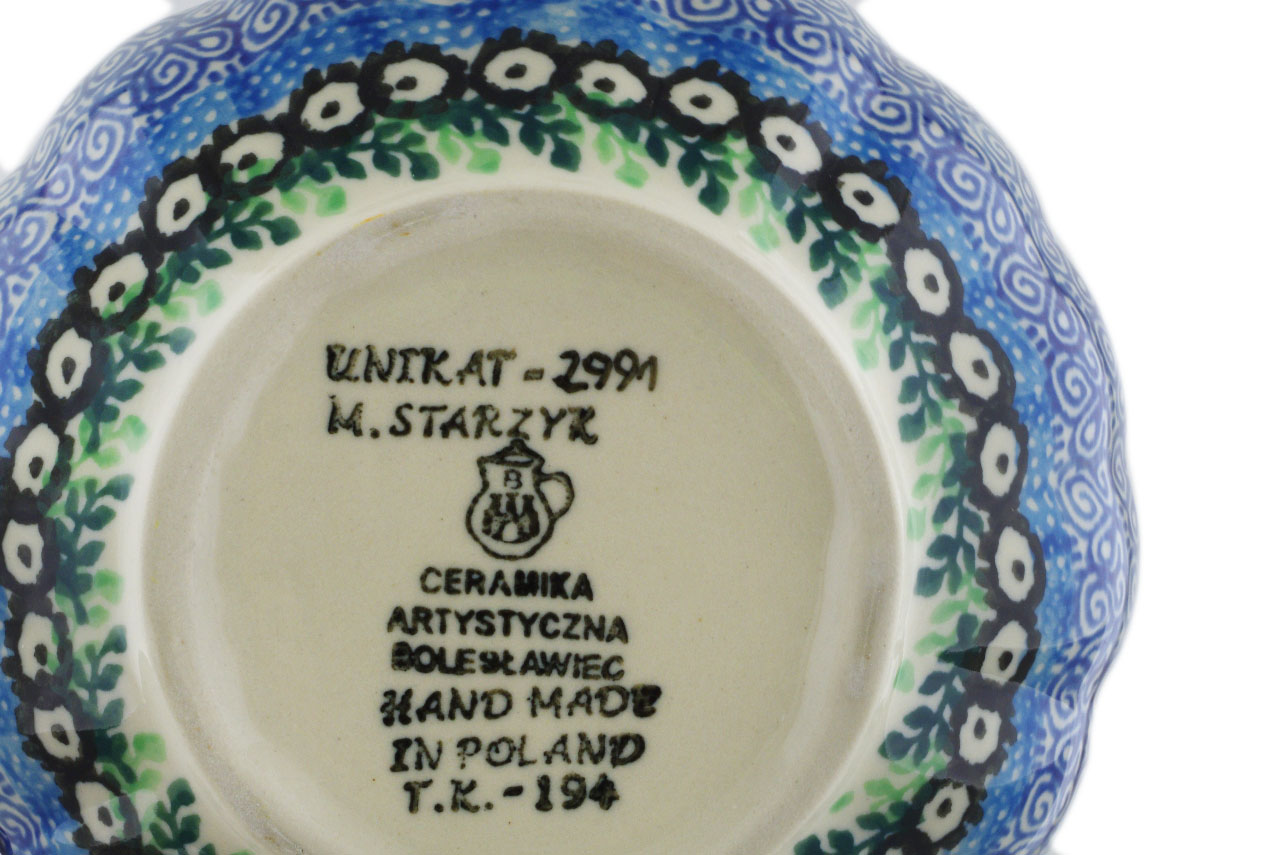 UNIKAT - 2991
M. STARZYK
B
CERAMIKA
ARTYSTYCZNA
BOLESŁAWIEC
HAND MADE
IN POLAND
T.K. - 194